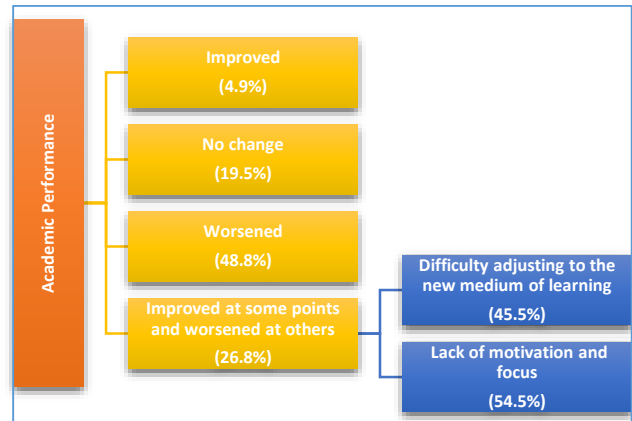 Academic Performance
Improved
(4.9%)
No change
(19.5%)
Worsened
(48.8%)
Improved at some points
and worsened at others
(26.8%)
Difficulty adjusting to the
new medium of learning
(45.5%)
Lack of motivation and
focus
(54.5%)